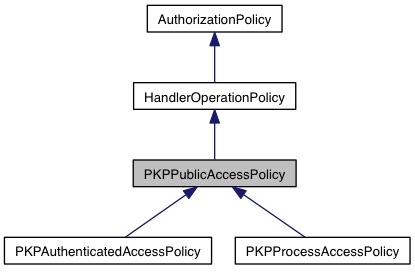 AuthorizationPolicy
HandlerOperationPolicy
PKPPublicAccessPolicy
PKPAuthenticatedAccessPolicy
PKPProcessAccessPolicy